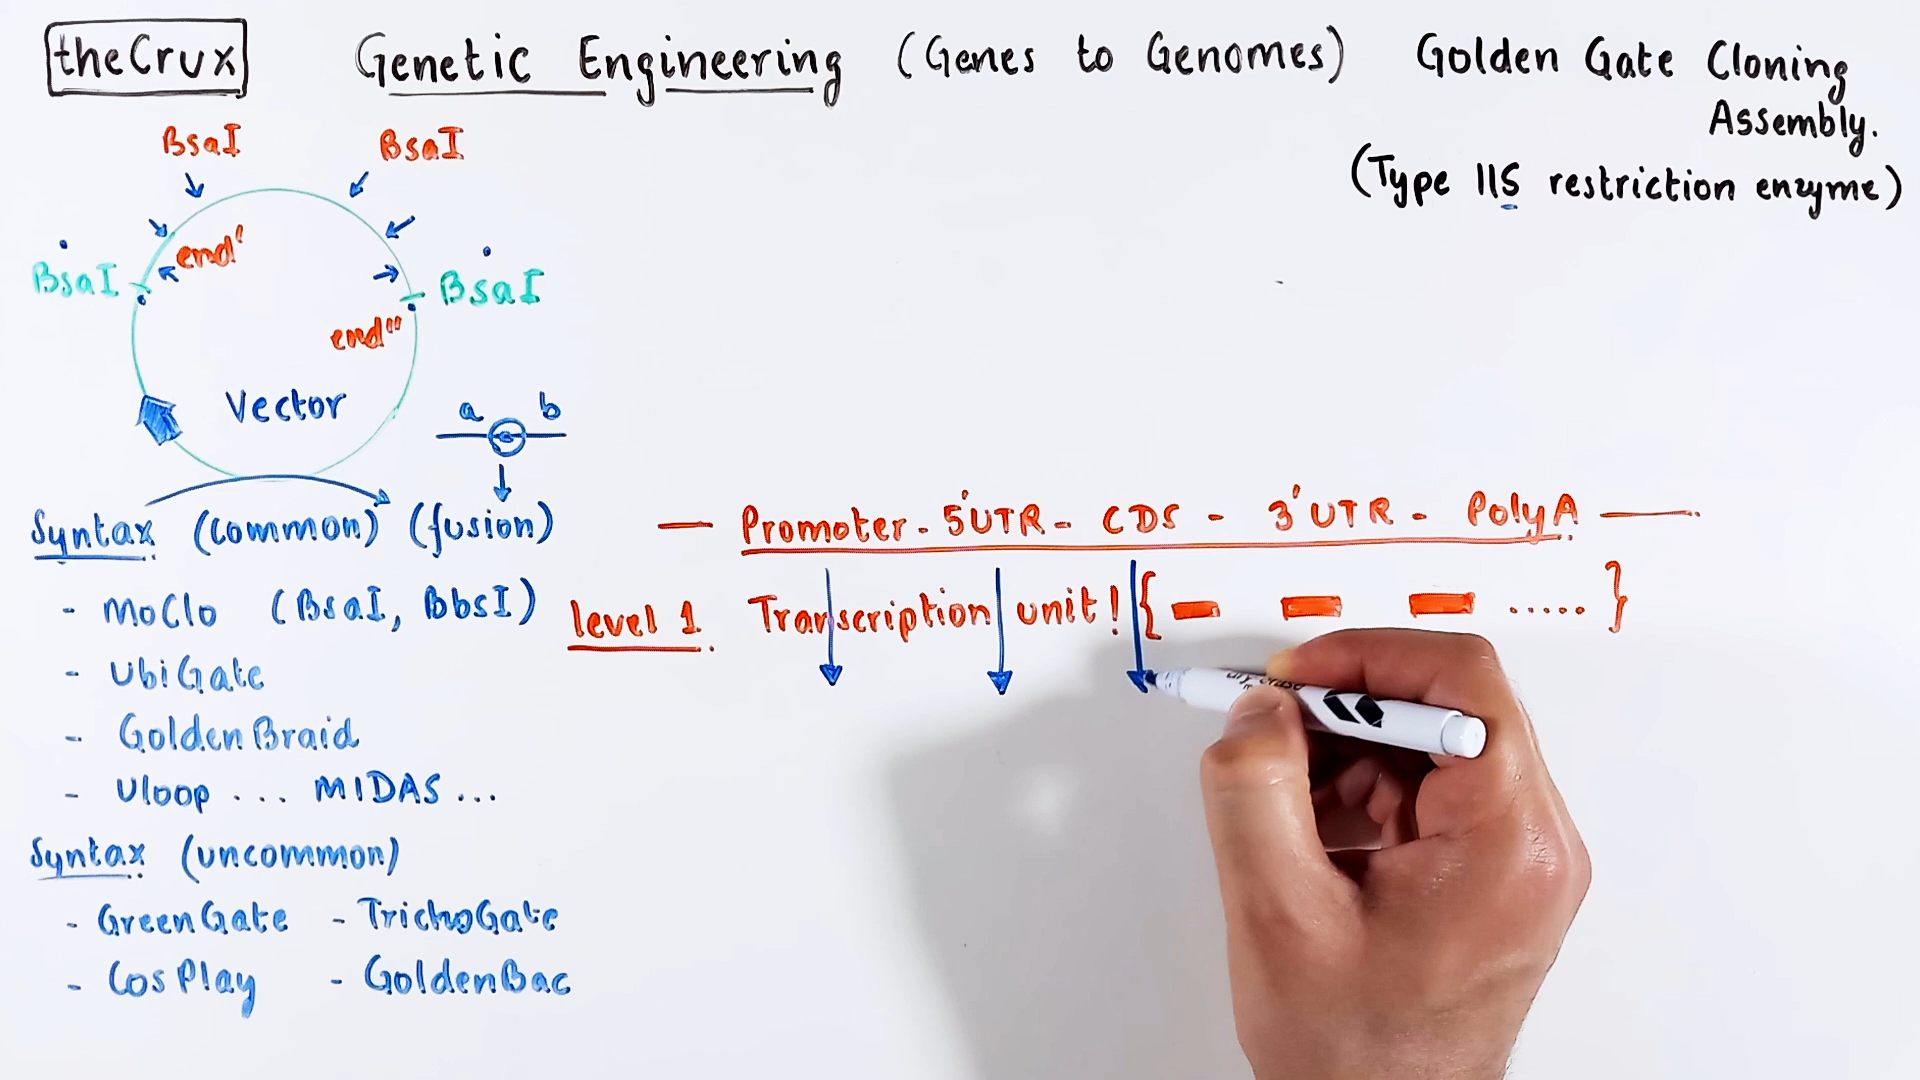 theCrux Genetic Engineering (Genes to Genomes) Golden Gate Cloning
Assembly.
(Type IIS restriction enzyme)
BsaI BsaI
end'
BsaI BsaI
end"
Vector
a b
Syntax (common) (fusion)
- MoClo (BsaI, BbsI)
- UbiGate
- GoldenBraid
- Uloop ... MIDAS ...
Syntax (uncommon)
- GreenGate - TrichoGate
- CosPlay - GoldenBac
— Promoter - 5'UTR - CDS - 3'UTR - PolyA —
level 1 Transcription unit! { ..... }